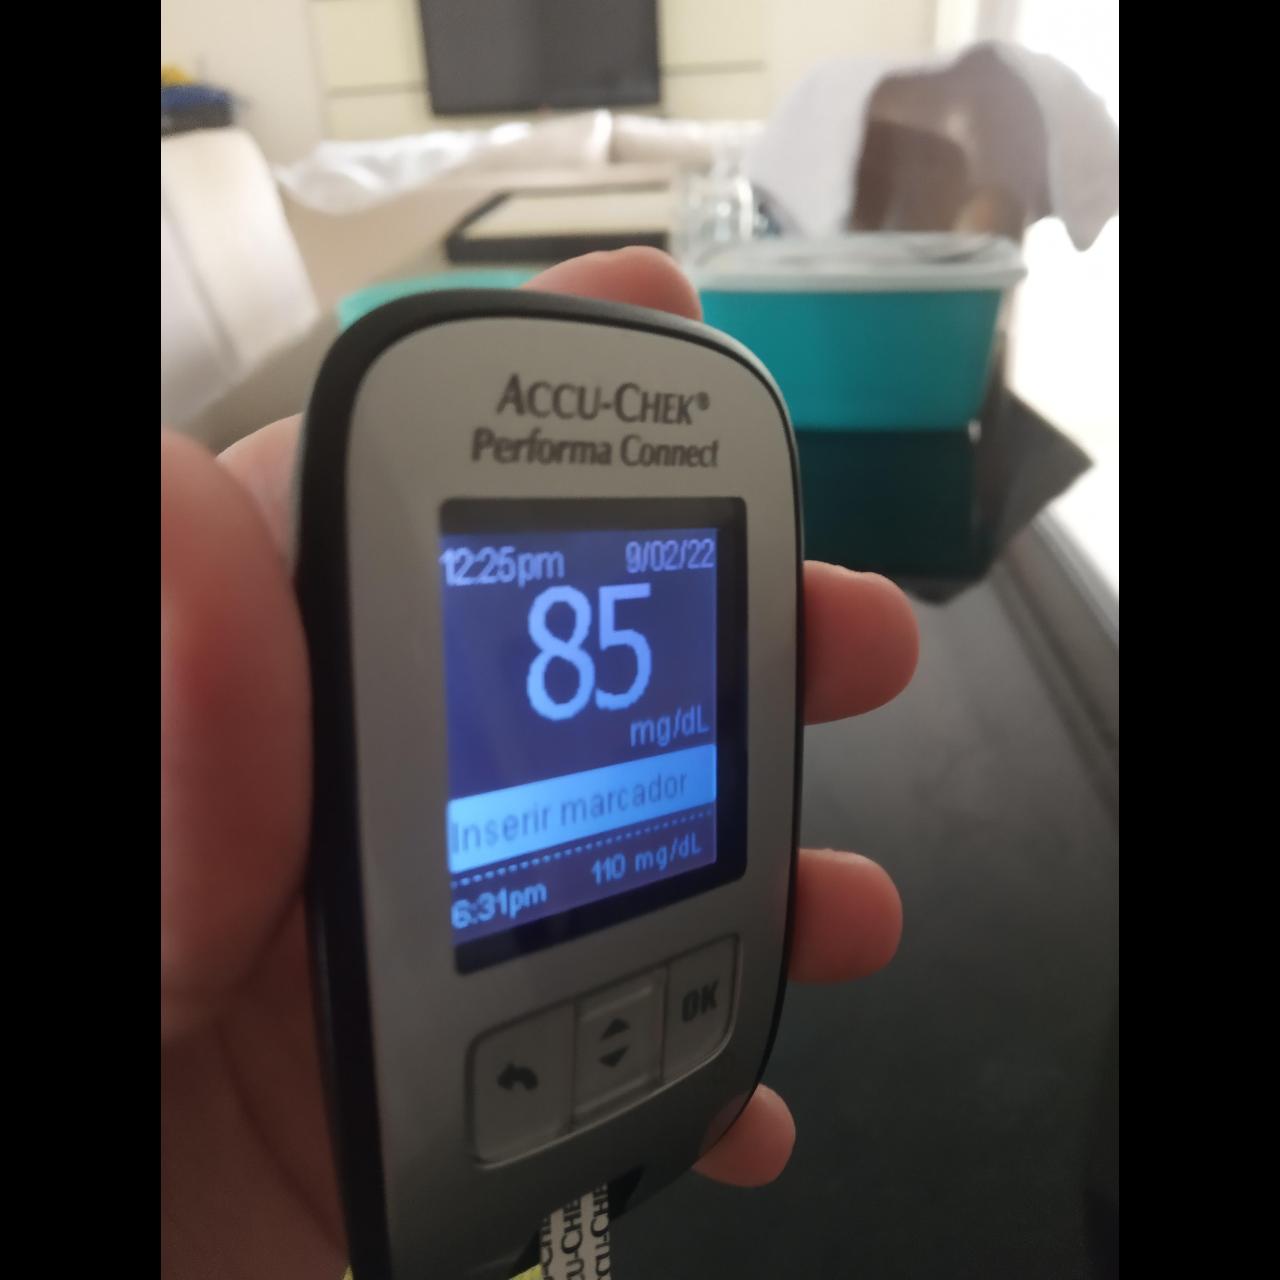 ACCU-CHEK®
Performa Connect
12:25pm 9/02/22
85
mg/dL
Inserir marcador
6:31pm 110 mg/dL
OK